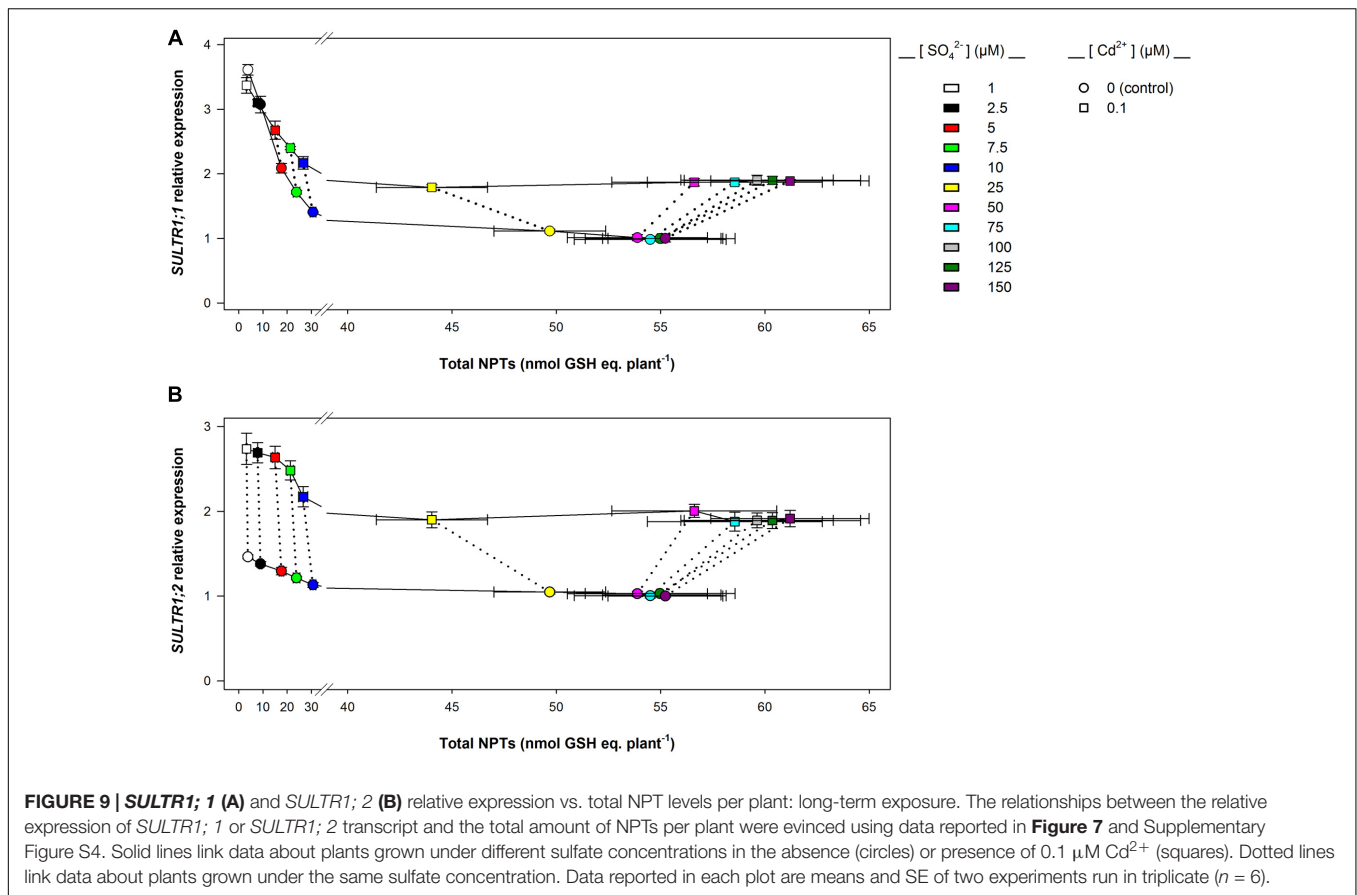 A
SULTR1;1 relative expression
4
3
2
1
0
0 10 20 30 40 45 50 55 60 65
Total NPTs (nmol GSH eq. plant⁻¹)
[ SO₄²⁻ ] (µM)
1
2.5
5
7.5
10
25
50
75
100
125
150
[ Cd²⁺ ] (µM)
0 (control)
0.1
B
SULTR1;2 relative expression
3
2
1
0
0 10 20 30 40 45 50 55 60 65
Total NPTs (nmol GSH eq. plant⁻¹)
FIGURE 9 | SULTR1; 1 (A) and SULTR1; 2 (B) relative expression vs. total NPT levels per plant: long-term exposure. The relationships between the relative
expression of SULTR1; 1 or SULTR1; 2 transcript and the total amount of NPTs per plant were evinced using data reported in Figure 7 and Supplementary
Figure S4. Solid lines link data about plants grown under different sulfate concentrations in the absence (circles) or presence of 0.1 µM Cd²⁺ (squares). Dotted lines
link data about plants grown under the same sulfate concentration. Data reported in each plot are means and SE of two experiments run in triplicate (n = 6).